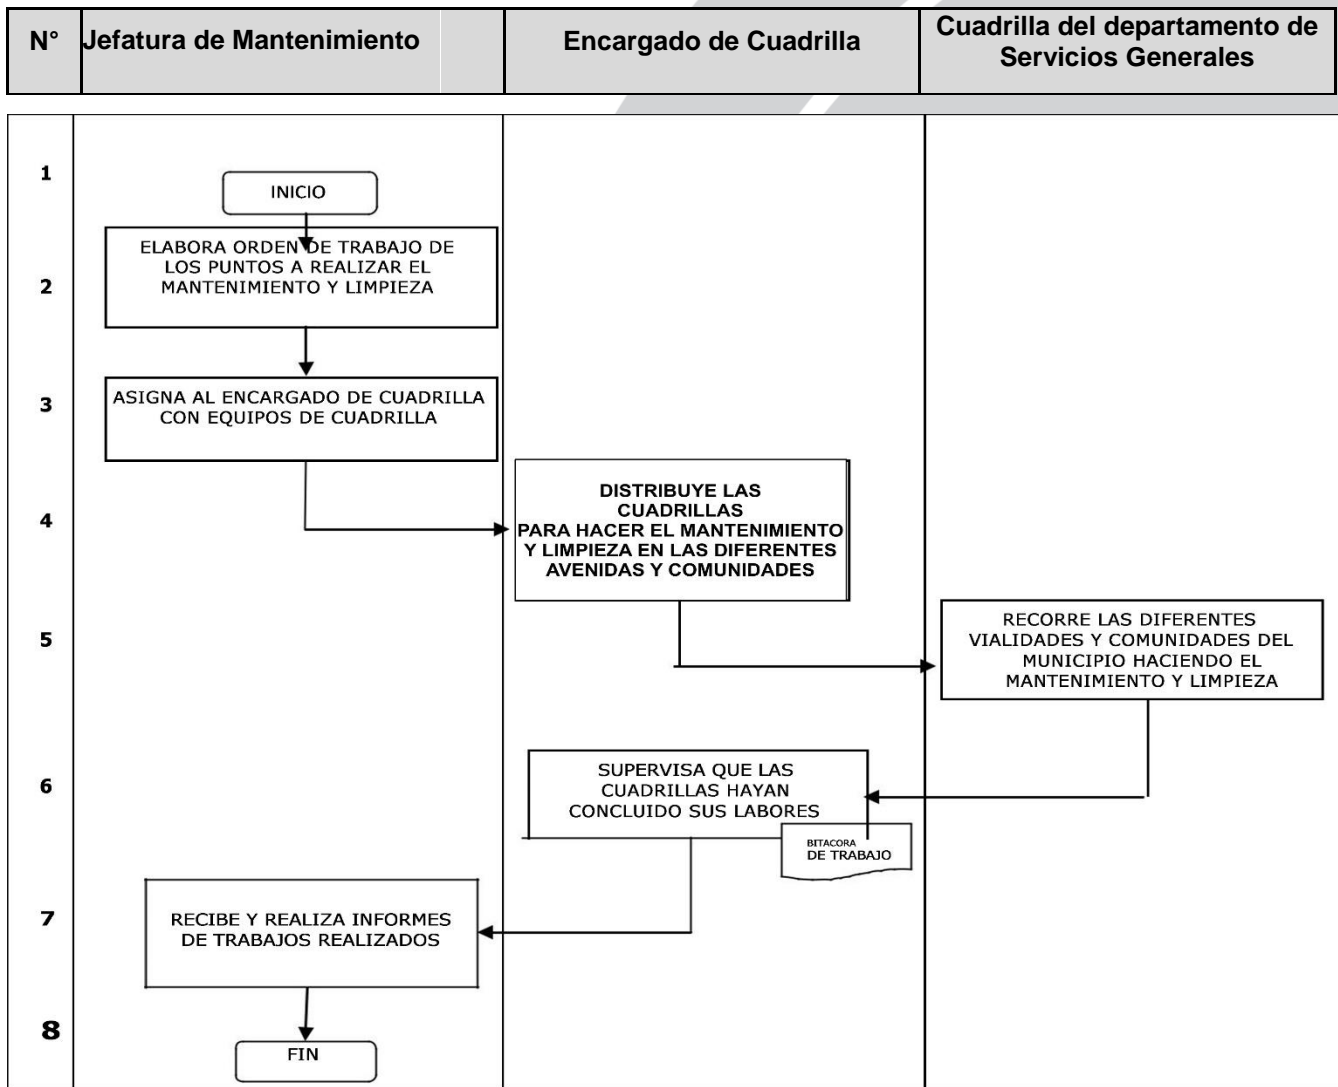 N°
Jefatura de Mantenimiento
Encargado de Cuadrilla
Cuadrilla del departamento de
Servicios Generales
1
INICIO
ELABORA ORDEN DE TRABAJO DE
LOS PUNTOS A REALIZAR EL
MANTENIMIENTO Y LIMPIEZA
2
3
ASIGNA AL ENCARGADO DE CUADRILLA
CON EQUIPOS DE CUADRILLA
4
DISTRIBUYE LAS
CUADRILLAS
PARA HACER EL MANTENIMIENTO
Y LIMPIEZA EN LAS DIFERENTES
AVENIDAS Y COMUNIDADES
5
RECORRE LAS DIFERENTES
VIALIDADES Y COMUNIDADES DEL
MUNICIPIO HACIENDO EL
MANTENIMIENTO Y LIMPIEZA
6
SUPERVISA QUE LAS
CUADRILLAS HAYAN
CONCLUIDO SUS LABORES
BITACORA
DE TRABAJO
7
RECIBE Y REALIZA INFORMES
DE TRABAJOS REALIZADOS
8
FIN